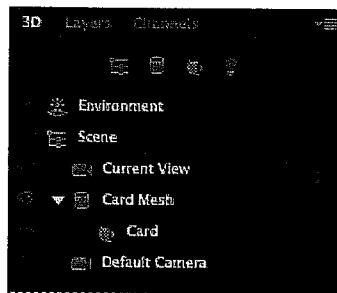 3D Layers Channels
Environment
Scene
Current View
Card Mesh
Card
Default Camera